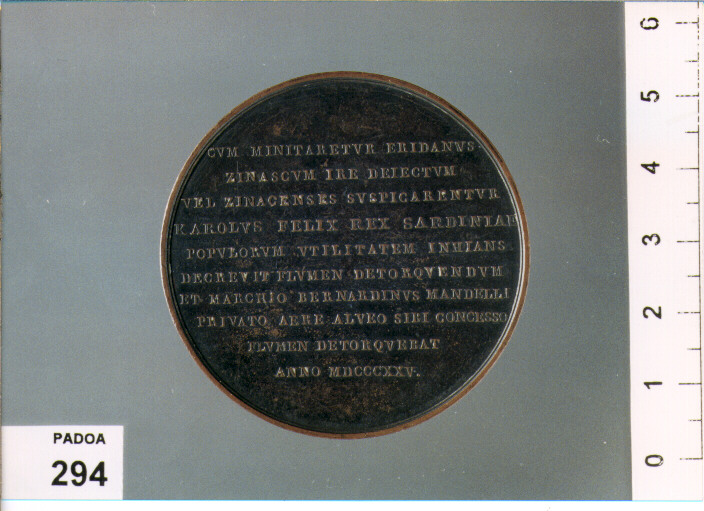 CVM MINITARETVR ERIDANVS
ZINASCVM IRE DEIECTVM
VEL ZINACENSES SVSPICARENTVR
KAROLVS FELIX REX SARDINIAE
POPVLORVM VTILITATEM INHIANS
DECREVIT FLVMEN DETORQVENDVM
ET MARCHIO BERNARDINVS MANDELLI
PRIVATO AERE ALVEO SIBI CONCESSO
FLVMEN DETORQVEBAT
ANNO MDCCCXXV.
PADOA
294
6
5
4
3
2
1
0